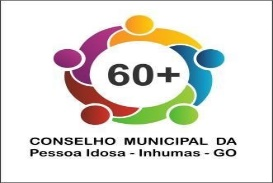 60+
CONSELHO MUNICIPAL DA
Pessoa Idosa - Inhumas - GO